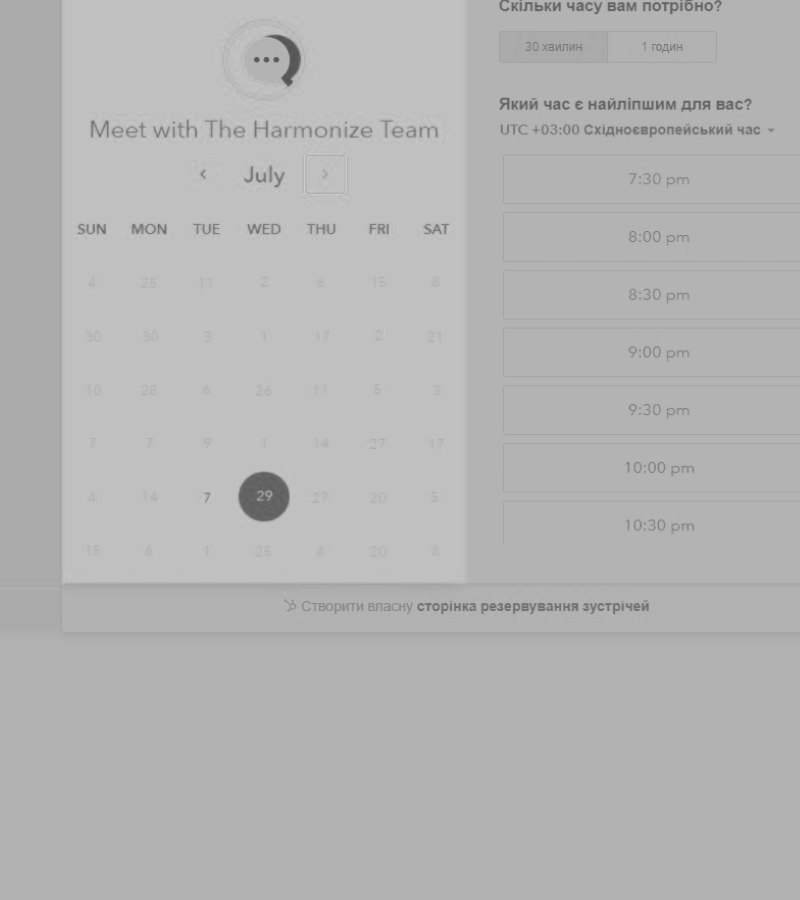 Meet with The Harmonize Team
July
SUN MON TUE WED THU FRI SAT
4 25 11 2 6 15 8
30 30 3 1 17 2 21
18 28 6 26 11 5 3
7 7 9 1 14 27 17
4 14 7 29 27 20 5
15 6 1 25 4 20 8
Скільки часу вам потрібно?
30 хвилин 1 годин
Який час є найліпшим для вас?
UTC +03:00 Східноєвропейський час
7:30 pm
8:00 pm
8:30 pm
9:00 pm
9:30 pm
10:00 pm
10:30 pm
Створити власну сторінка резервування зустрічей